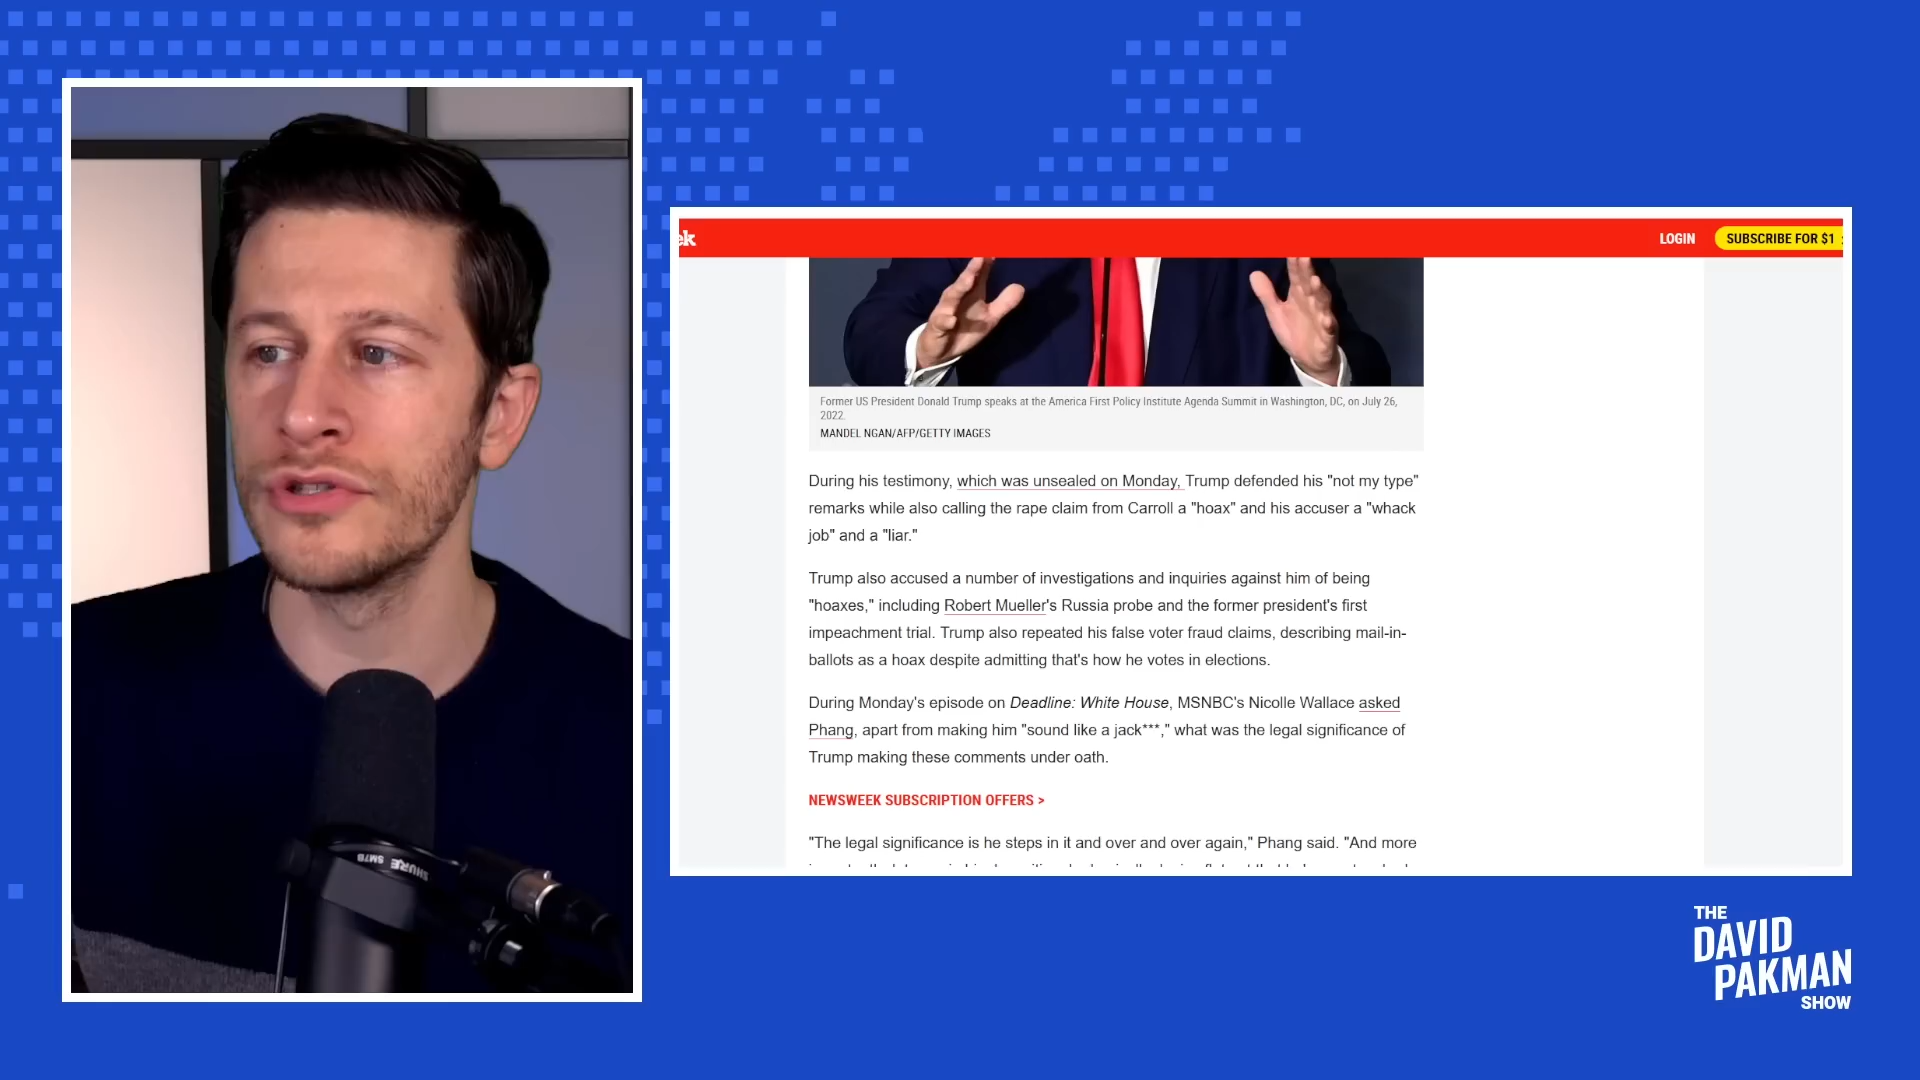 ek
LOGIN
SUBSCRIBE FOR $1
Former US President Donald Trump speaks at the America First Policy Institute Agenda Summit in Washington, DC, on July 26,
2022.
MANDEL NGAN/AFP/GETTY IMAGES
During his testimony, which was unsealed on Monday, Trump defended his "not my type"
remarks while also calling the rape claim from Carroll a "hoax" and his accuser a "whack
job" and a "liar."
Trump also accused a number of investigations and inquiries against him of being
"hoaxes," including Robert Mueller's Russia probe and the former president's first
impeachment trial. Trump also repeated his false voter fraud claims, describing mail-in-
ballots as a hoax despite admitting that's how he votes in elections.
During Monday's episode on Deadline: White House, MSNBC's Nicolle Wallace asked
Phang, apart from making him "sound like a jack***," what was the legal significance of
Trump making these comments under oath.
NEWSWEEK SUBSCRIPTION OFFERS >
"The legal significance is he steps in it and over and over again," Phang said. "And more
SHURE SM7B
THE
DAVID
PAKMAN
SHOW